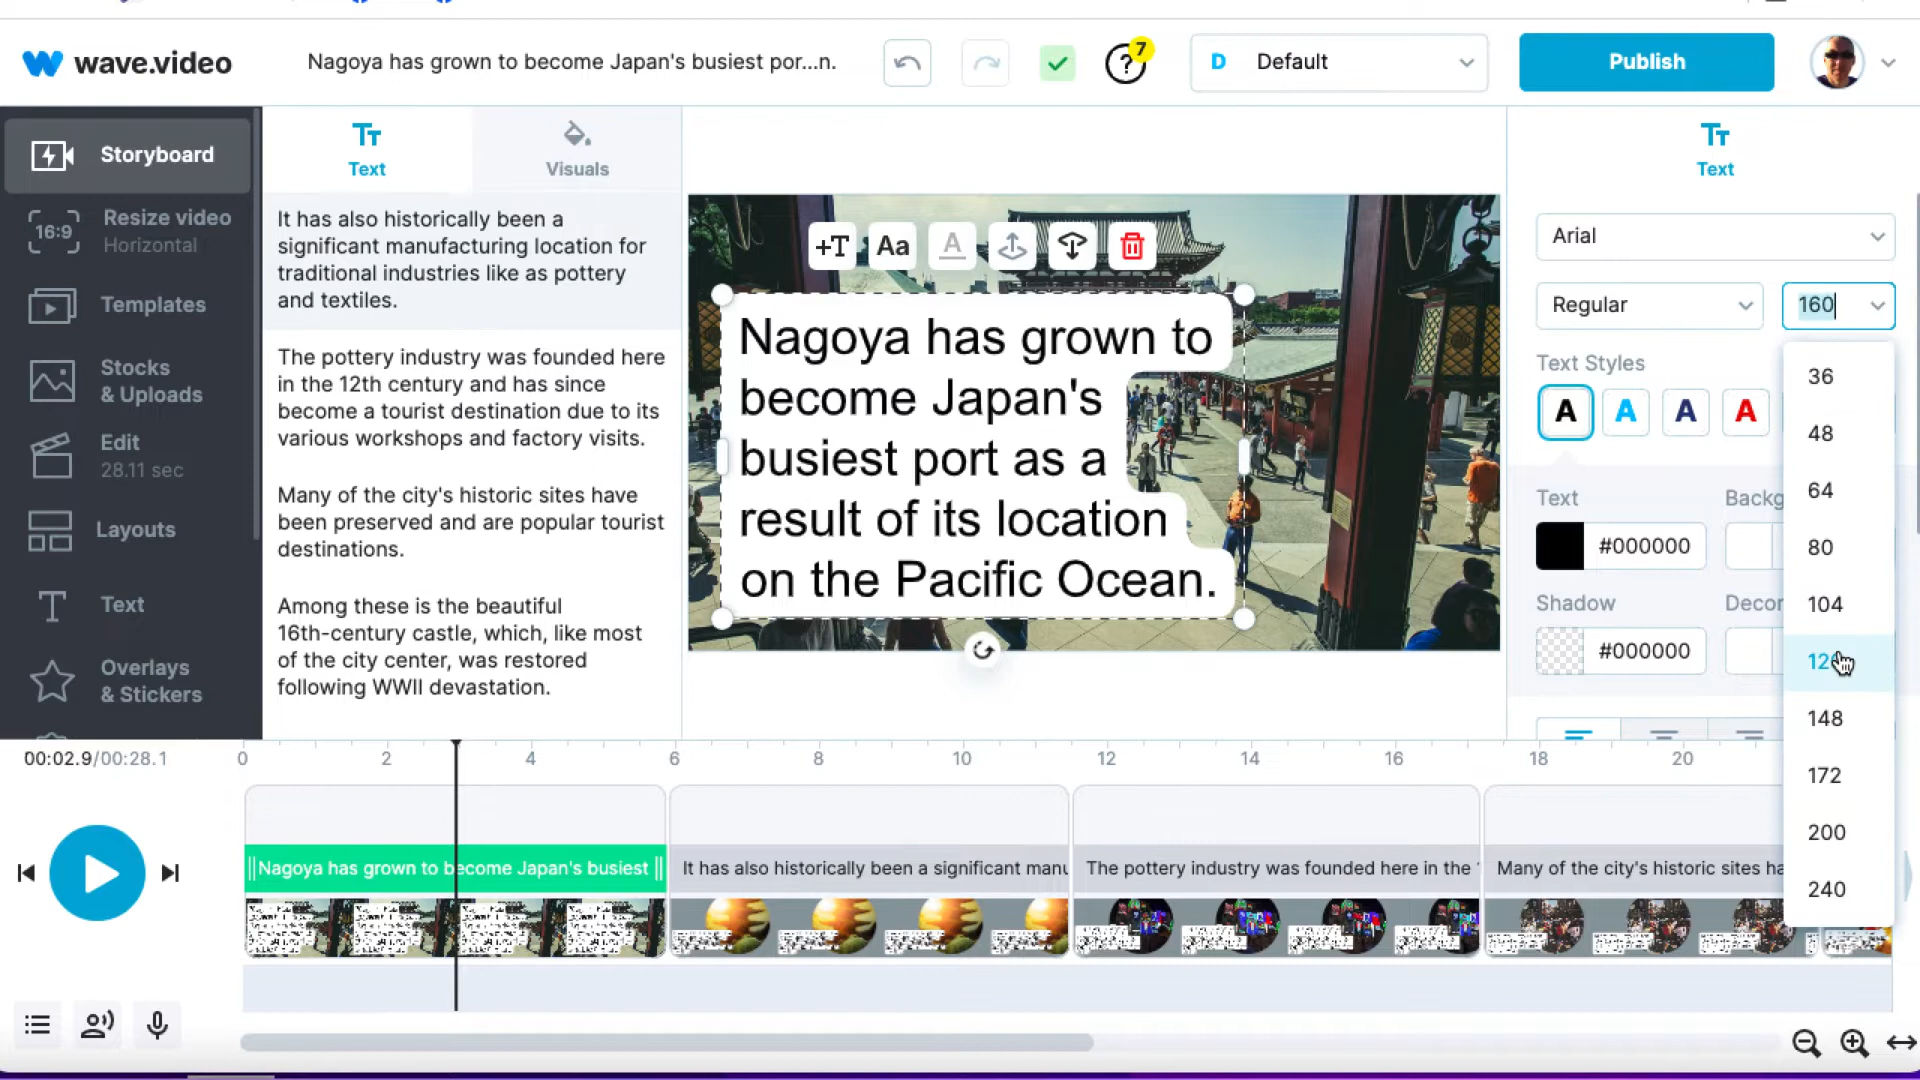 wave.video
Nagoya has grown to become Japan's busiest por...n.
7
?
D Default
Publish
Storyboard
16:9
Resize video
Horizontal
Templates
Stocks
& Uploads
Edit
28.11 sec
Layouts
Text
Overlays
& Stickers
Text
Visuals
It has also historically been a
significant manufacturing location for
traditional industries like as pottery
and textiles.
The pottery industry was founded here
in the 12th century and has since
become a tourist destination due to its
various workshops and factory visits.
Many of the city's historic sites have
been preserved and are popular tourist
destinations.
Among these is the beautiful
16th-century castle, which, like most
of the city center, was restored
following WWII devastation.
+T Aa A
Nagoya has grown to
become Japan's
busiest port as a
result of its location
on the Pacific Ocean.
Text
Arial
Regular
160
Text Styles
A A A A
Text
Backg
#000000
Shadow
Decor
#000000
36
48
64
80
104
148
172
200
240
00:02.9/00:28.1
0 2 4 6 8 10 12 14 16 18 20
Nagoya has grown to become Japan's busiest
It has also historically been a significant manu
The pottery industry was founded here in the
Many of the city's historic sites ha